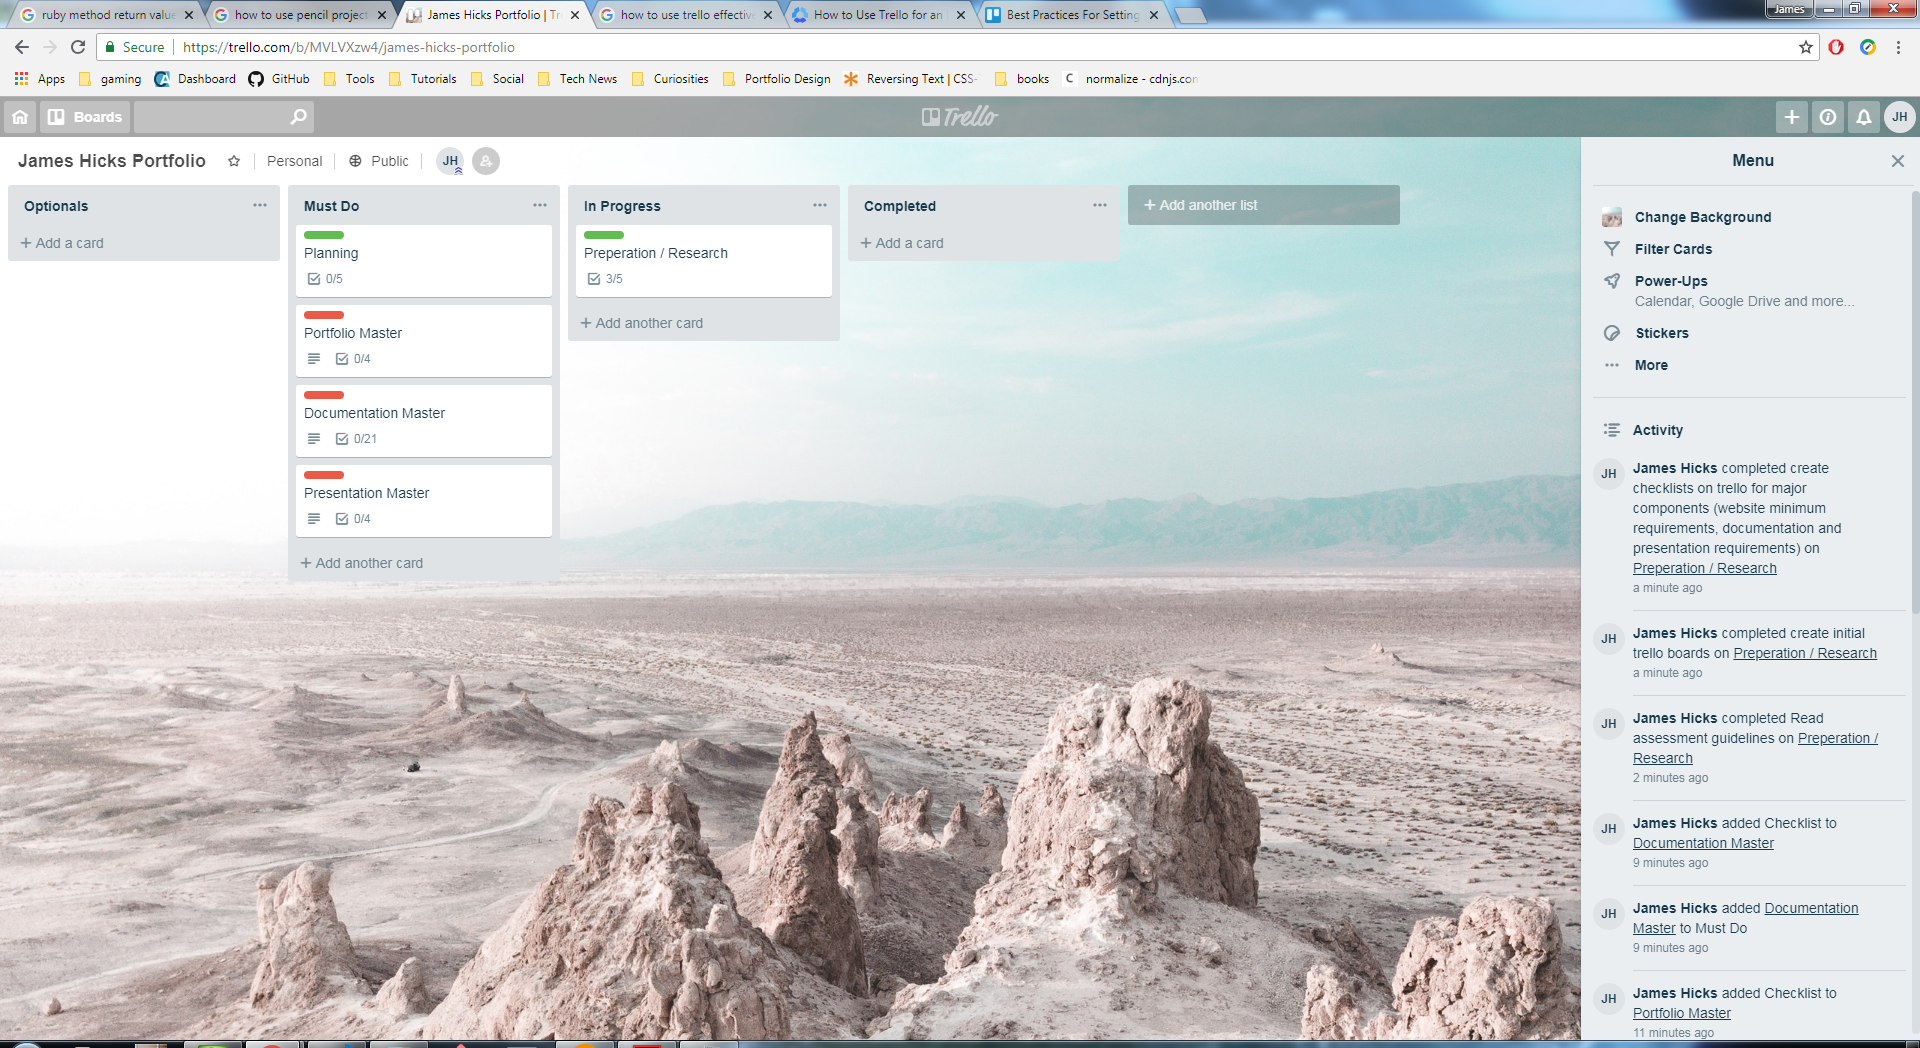 ruby method return value
how to use pencil project
James Hicks Portfolio | Tr
how to use trello effective
How to Use Trello for an
Best Practices For Setting
James
Secure
https://trello.com/b/MVLVXzw4/james-hicks-portfolio
Apps
gaming
Dashboard
GitHub
Tools
Tutorials
Social
Tech News
Curiosities
Portfolio Design
Reversing Text | CSS-
books
C
normalize - cdnjs.com
Boards
Trello
JH
James Hicks Portfolio
Personal
Public
JH
Optionals
+ Add a card
Must Do
Planning
0/5
Portfolio Master
0/4
Documentation Master
0/21
Presentation Master
0/4
+ Add another card
In Progress
Preperation / Research
3/5
+ Add another card
Completed
+ Add a card
+ Add another list
Menu
Change Background
Filter Cards
Power-Ups
Calendar, Google Drive and more...
Stickers
More
Activity
JH
James Hicks completed create
checklists on trello for major
components (website minimum
requirements, documentation and
presentation requirements) on
Preperation / Research
a minute ago
JH
James Hicks completed create initial
trello boards on Preperation / Research
a minute ago
JH
James Hicks completed Read
assessment guidelines on Preperation /
Research
2 minutes ago
JH
James Hicks added Checklist to
Documentation Master
9 minutes ago
JH
James Hicks added Documentation
Master to Must Do
9 minutes ago
JH
James Hicks added Checklist to
Portfolio Master
11 minutes ago